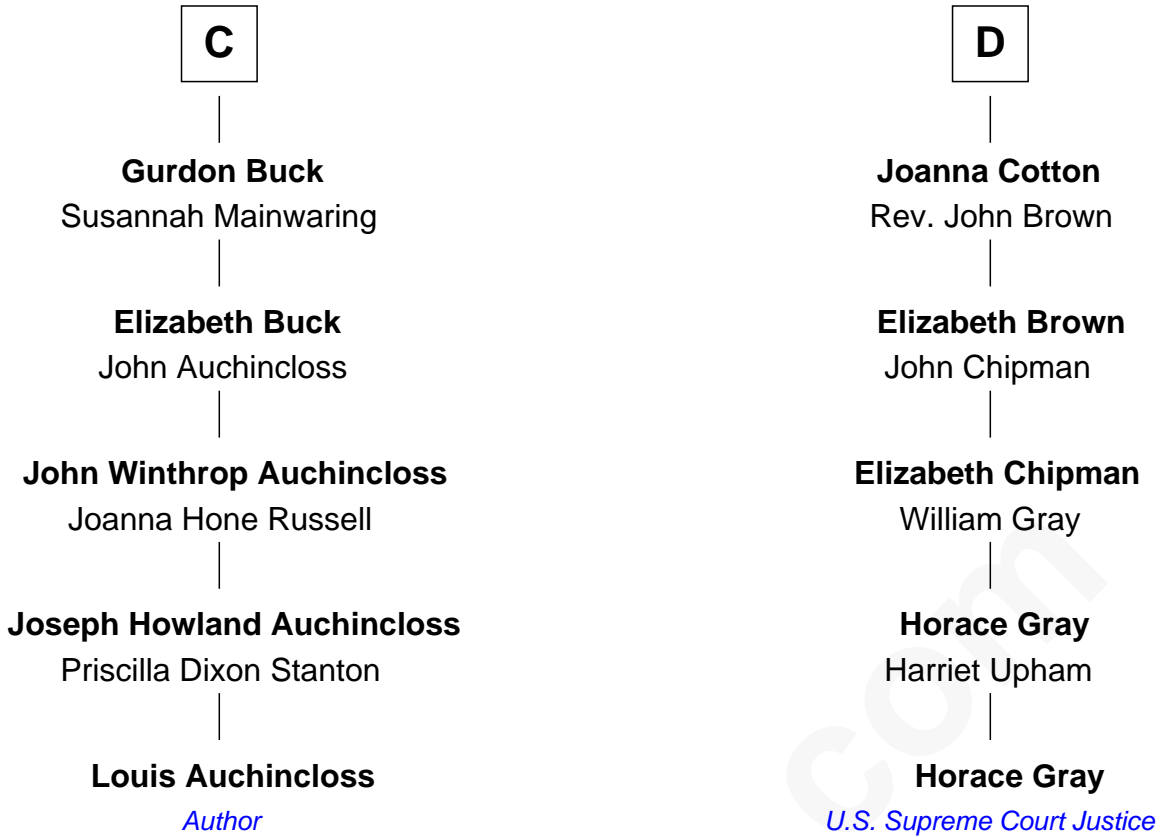 C
Gurdon Buck
Susannah Mainwaring
Elizabeth Buck
John Auchincloss
John Winthrop Auchincloss
Joanna Hone Russell
Joseph Howland Auchincloss
Priscilla Dixon Stanton
Louis Auchincloss
Author
D
Joanna Cotton
Rev. John Brown
Elizabeth Brown
John Chipman
Elizabeth Chipman
William Gray
Horace Gray
Harriet Upham
Horace Gray
U.S. Supreme Court Justice
com